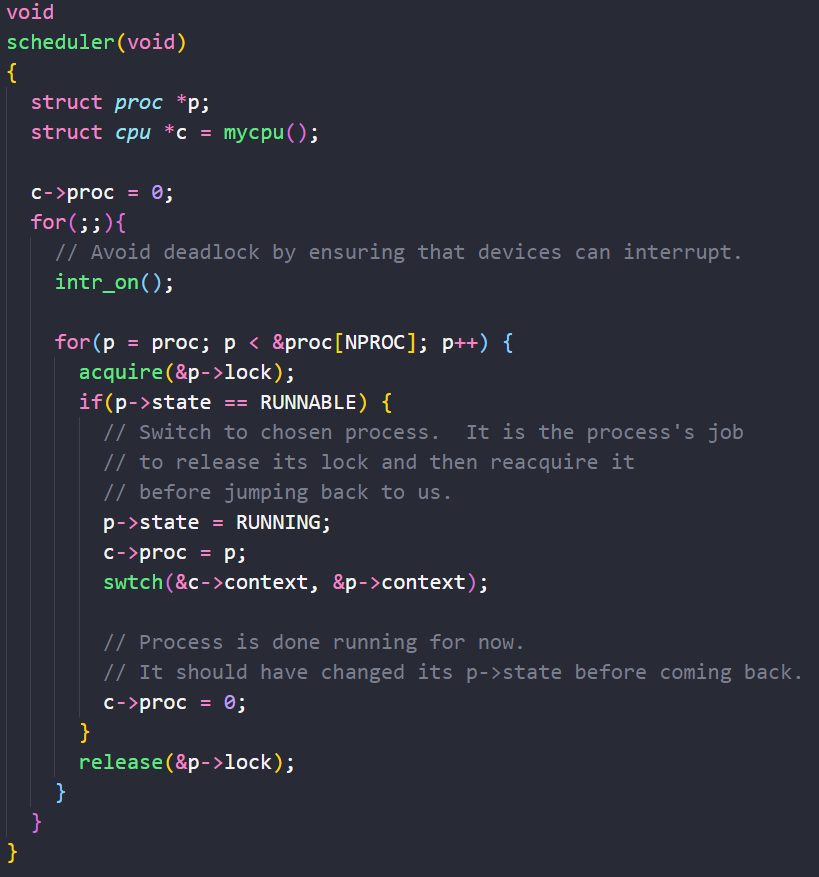 void
scheduler(void)
{
  struct proc *p;
  struct cpu *c = mycpu();

  c->proc = 0;
  for(;;){
    // Avoid deadlock by ensuring that devices can interrupt.
    intr_on();

    for(p = proc; p < &proc[NPROC]; p++) {
      acquire(&p->lock);
      if(p->state == RUNNABLE) {
        // Switch to chosen process.  It is the process's job
        // to release its lock and then reacquire it
        // before jumping back to us.
        p->state = RUNNING;
        c->proc = p;
        swtch(&c->context, &p->context);

        // Process is done running for now.
        // It should have changed its p->state before coming back.
        c->proc = 0;
      }
      release(&p->lock);
    }
  }
}